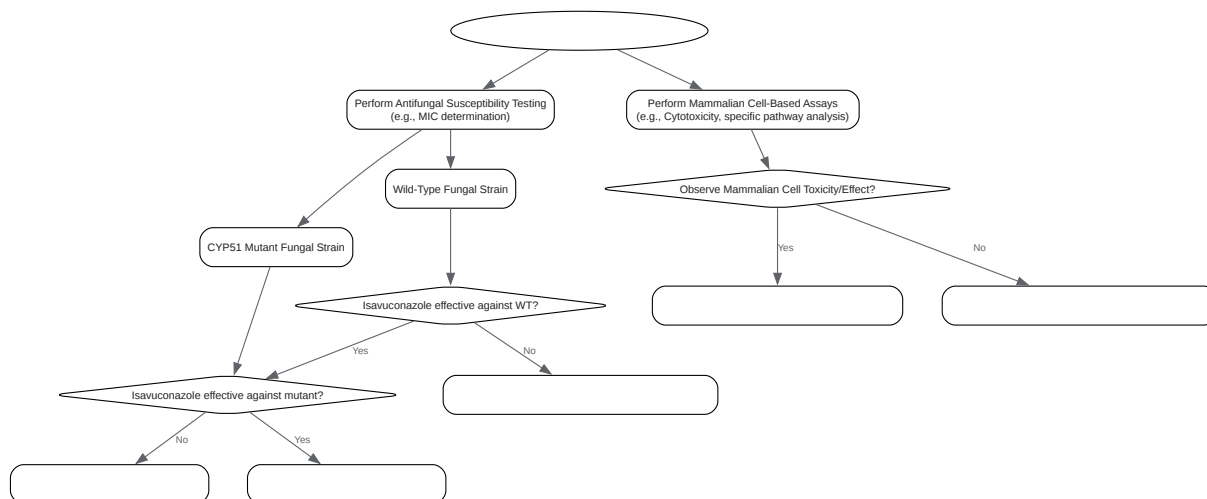 Perform Antifungal Susceptibility Testing
(e.g., MIC determination)
Perform Mammalian Cell-Based Assays
(e.g., Cytotoxicity, specific pathway analysis)
Wild-Type Fungal Strain
Observe Mammalian Cell Toxicity/Effect?
CYP51 Mutant Fungal Strain
Yes
No
Isavuconazole effective against WT?
Yes
No
Isavuconazole effective against mutant?
No
Yes